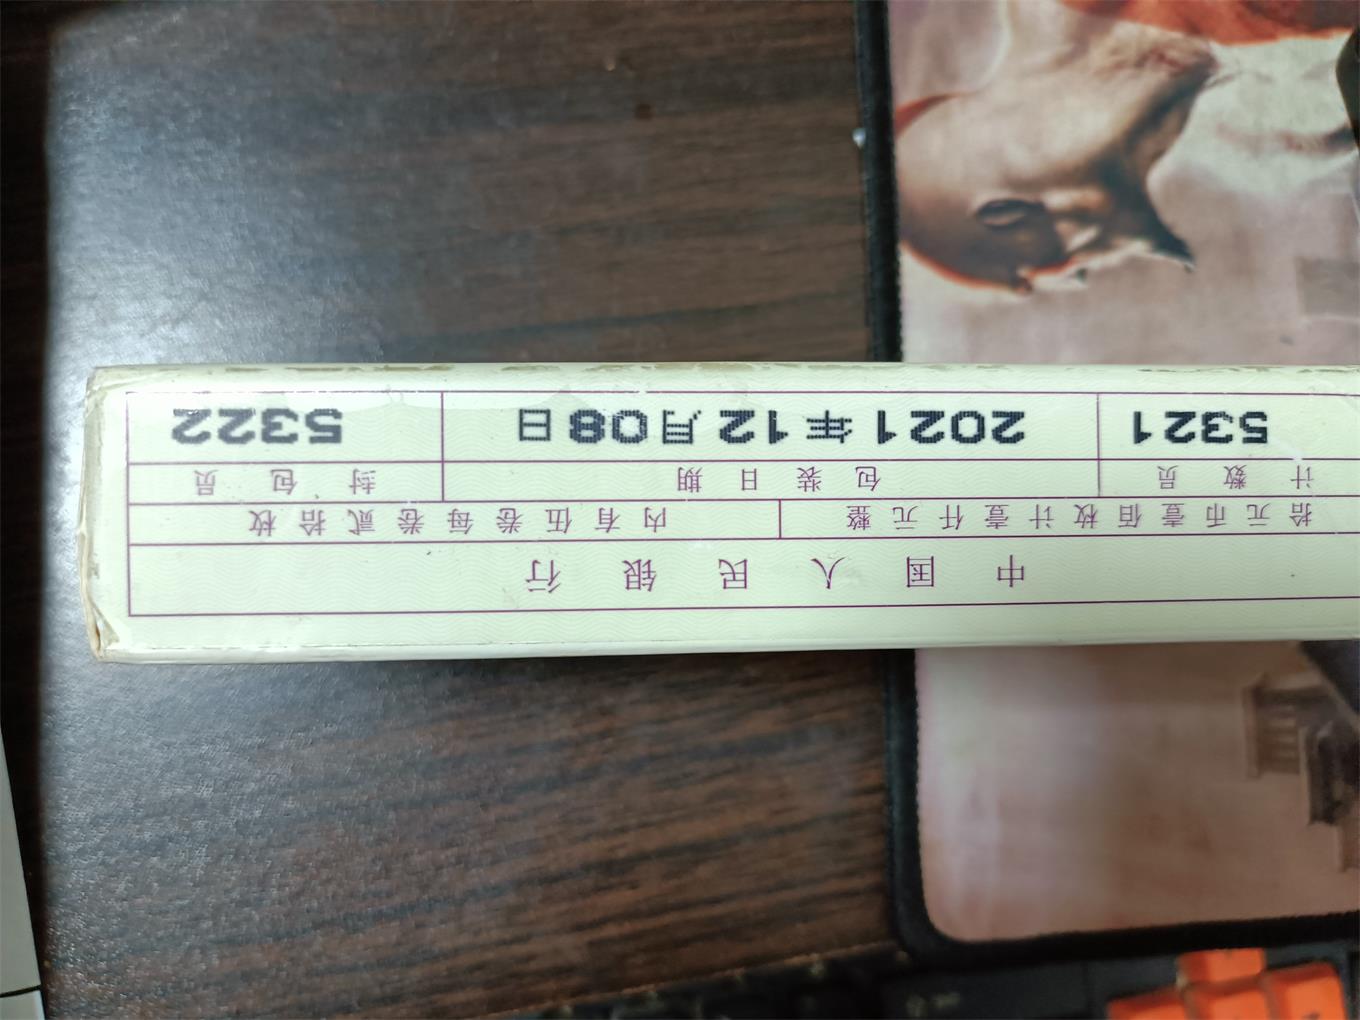 中国人民银行
拾元币壹佰枚计壹仟元整 内有伍卷每卷贰拾枚
计数员 包装日期 封包员
5321 2021年12月08日 5322